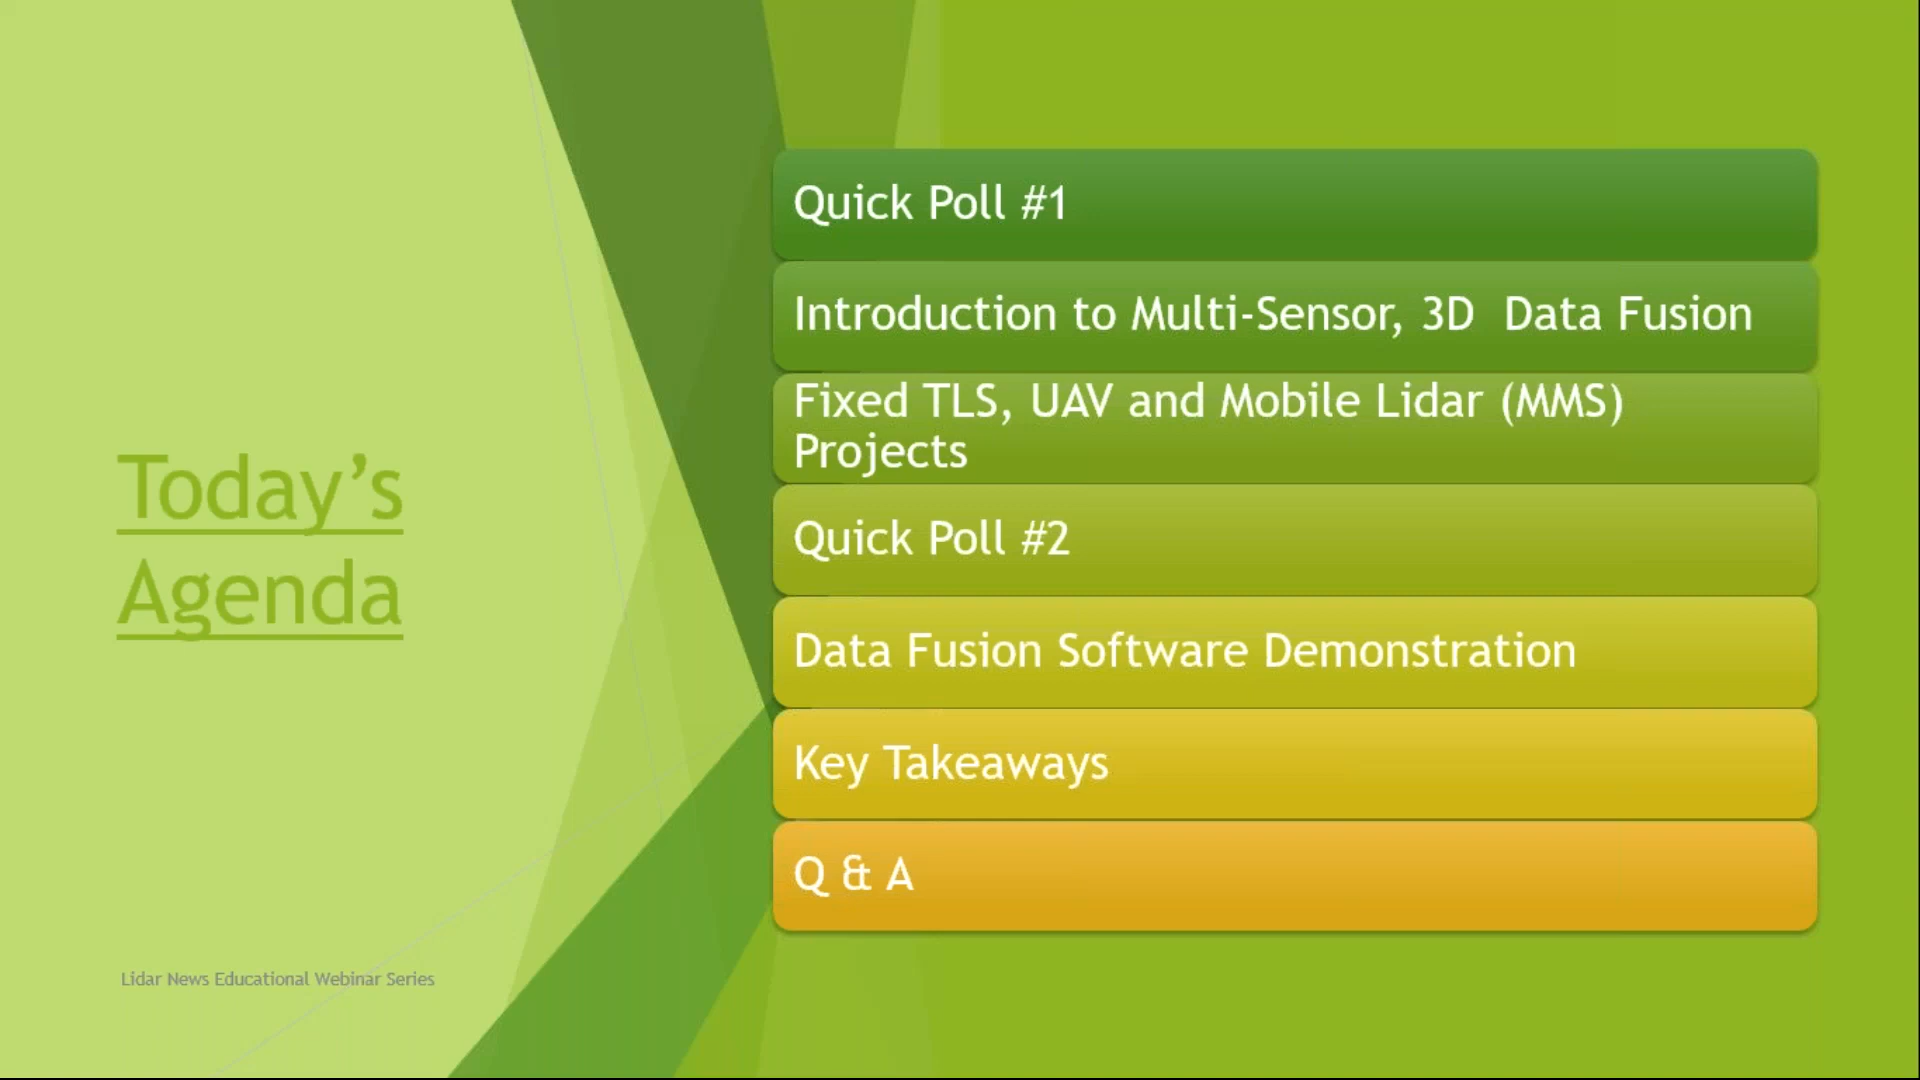 Today’s
Agenda
Quick Poll #1
Introduction to Multi-Sensor, 3D  Data Fusion
Fixed TLS, UAV and Mobile Lidar (MMS)
Projects
Quick Poll #2
Data Fusion Software Demonstration
Key Takeaways
Q & A
Lidar News Educational Webinar Series